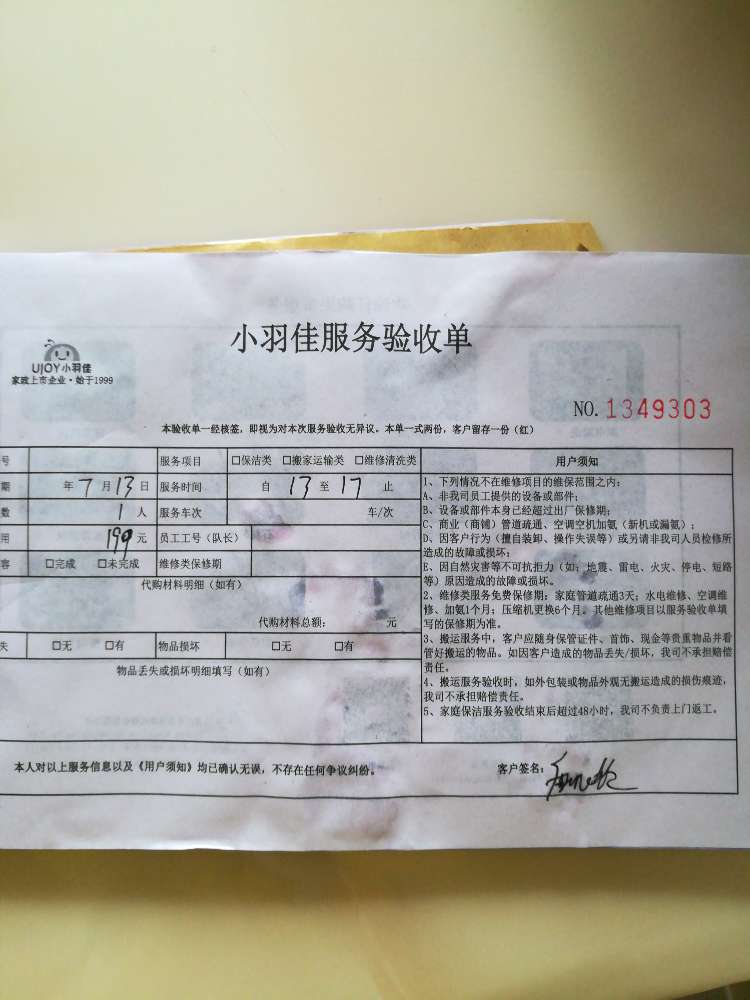 小羽佳服务验收单
UJOY小羽佳
家政上市企业·始于1999
NO. 1349303
本验收单一经核签，即视为对本次服务验收无异议。本单一式两份，客户留存一份（红）
号 服务项目 □保洁类 □搬家运输类 □维修清洗类
期 年 7 月 13 日 服务时间 自 13 至 17 止
数 1 人 服务车次 车/次
用 199 元 员工工号（队长）
容 □完成 □未完成 维修类保修期
代购材料明细（如有）
代购材料总额： 元
失 □无 □有 物品损坏 □无 □有
物品丢失或损坏明细填写（如有）
用户须知
1、下列情况不在维修项目的维保范围之内：
A、非我司员工提供的设备或部件；
B、设备或部件本身已经超过出厂保修期；
C、商业（商铺）管道疏通、空调空机加氨（新机或漏氨）；
D、因客户行为（擅自装卸、操作失误等）或另请非我司人员检修所
造成的故障或损坏；
E、因自然灾害等不可抗拒力（如：地震、雷电、火灾、停电、短路
等）原因造成的故障或损坏。
2、维修类服务免费保修期：家庭管道疏通3天；水电维修、空调维
修、加氨1个月；压缩机更换6个月。其他维修项目以服务验收单填
写的保修期为准。
3、搬运服务中，客户应随身保管证件、首饰、现金等贵重物品并看
管好搬运的物品。如因客户造成的物品丢失/损坏，我司不承担赔偿
责任。
4、搬运服务验收时，如外包装或物品外观无搬运造成的损伤痕迹，
我司不承担赔偿责任。
5、家庭保洁服务验收结束后超过48小时，我司不负责上门返工。
本人对以上服务信息以及《用户须知》均已确认无误，不存在任何争议纠纷。
客户签名：